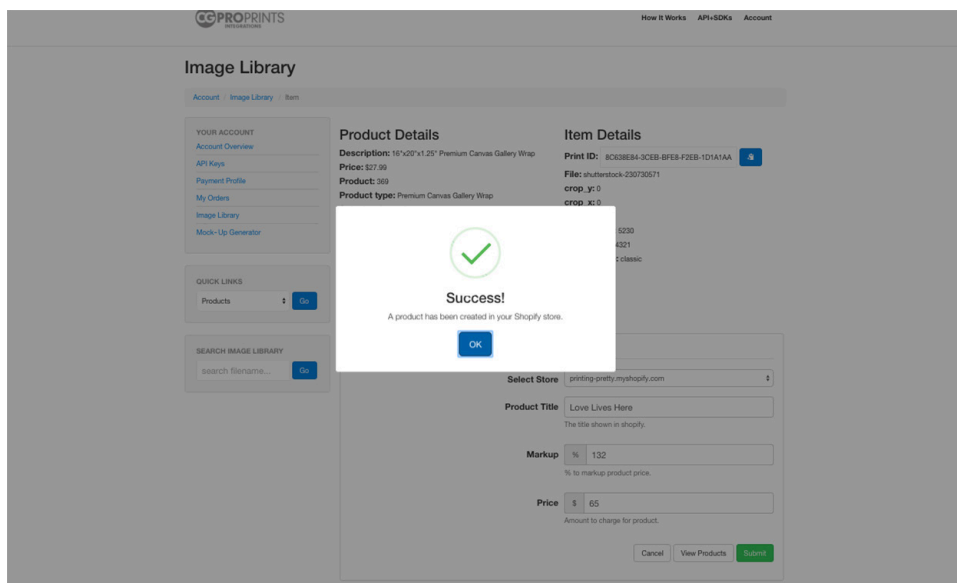 CG PROPRINTS
INTEGRATIONS
How It Works API+SDKs Account
Image Library
Account / Image Library / Item
YOUR ACCOUNT
Account Overview
API Keys
Payment Profile
My Orders
Image Library
Mock-Up Generator
QUICK LINKS
Products
Go
SEARCH IMAGE LIBRARY
search filename...
Go
Product Details
Description: 16"x20"x1.25" Premium Canvas Gallery Wrap
Price: $27.99
Product: 369
Product type: Premium Canvas Gallery Wrap
Item Details
Print ID: 8C638E84-3CEB-BFE8-F2EB-1D1A1AA
File: shutterstock-230730571
crop_y: 0
crop_x: 0
5230
4321
: classic
Success!
A product has been created in your Shopify store.
OK
Select Store printing-pretty.myshopify.com
Product Title Love Lives Here
The title shown in shopify.
Markup % 132
% to markup product price.
Price $ 65
Amount to charge for product.
Cancel View Products Submit